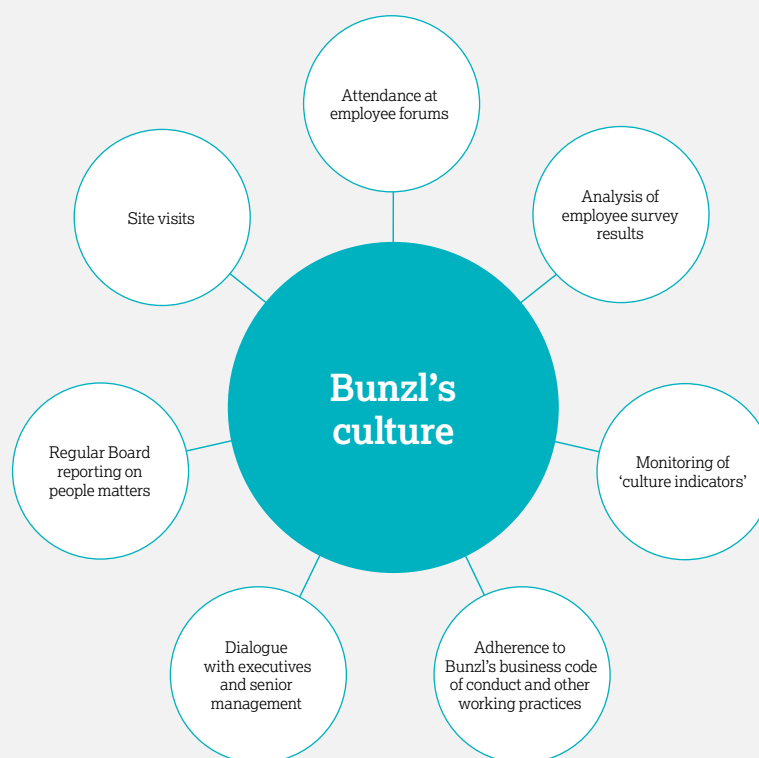 Attendance at
employee forums
Analysis of
employee survey
results
Site visits
Bunzl’s
culture
Monitoring of
‘culture indicators’
Regular Board
reporting on
people matters
Adherence to
Bunzl’s business code
of conduct and other
working practices
Dialogue
with executives
and senior
management